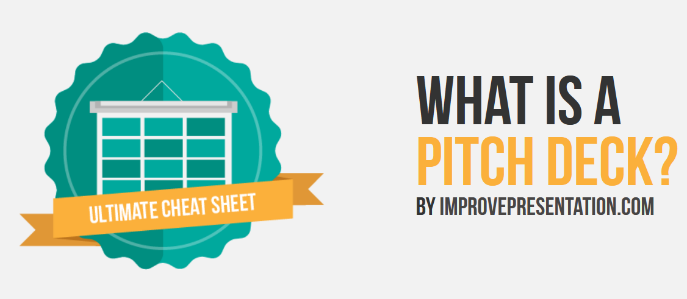 ULTIMATE CHEAT SHEET
WHAT IS A
PITCH DECK?
BY IMPROVEPRESENTATION.COM